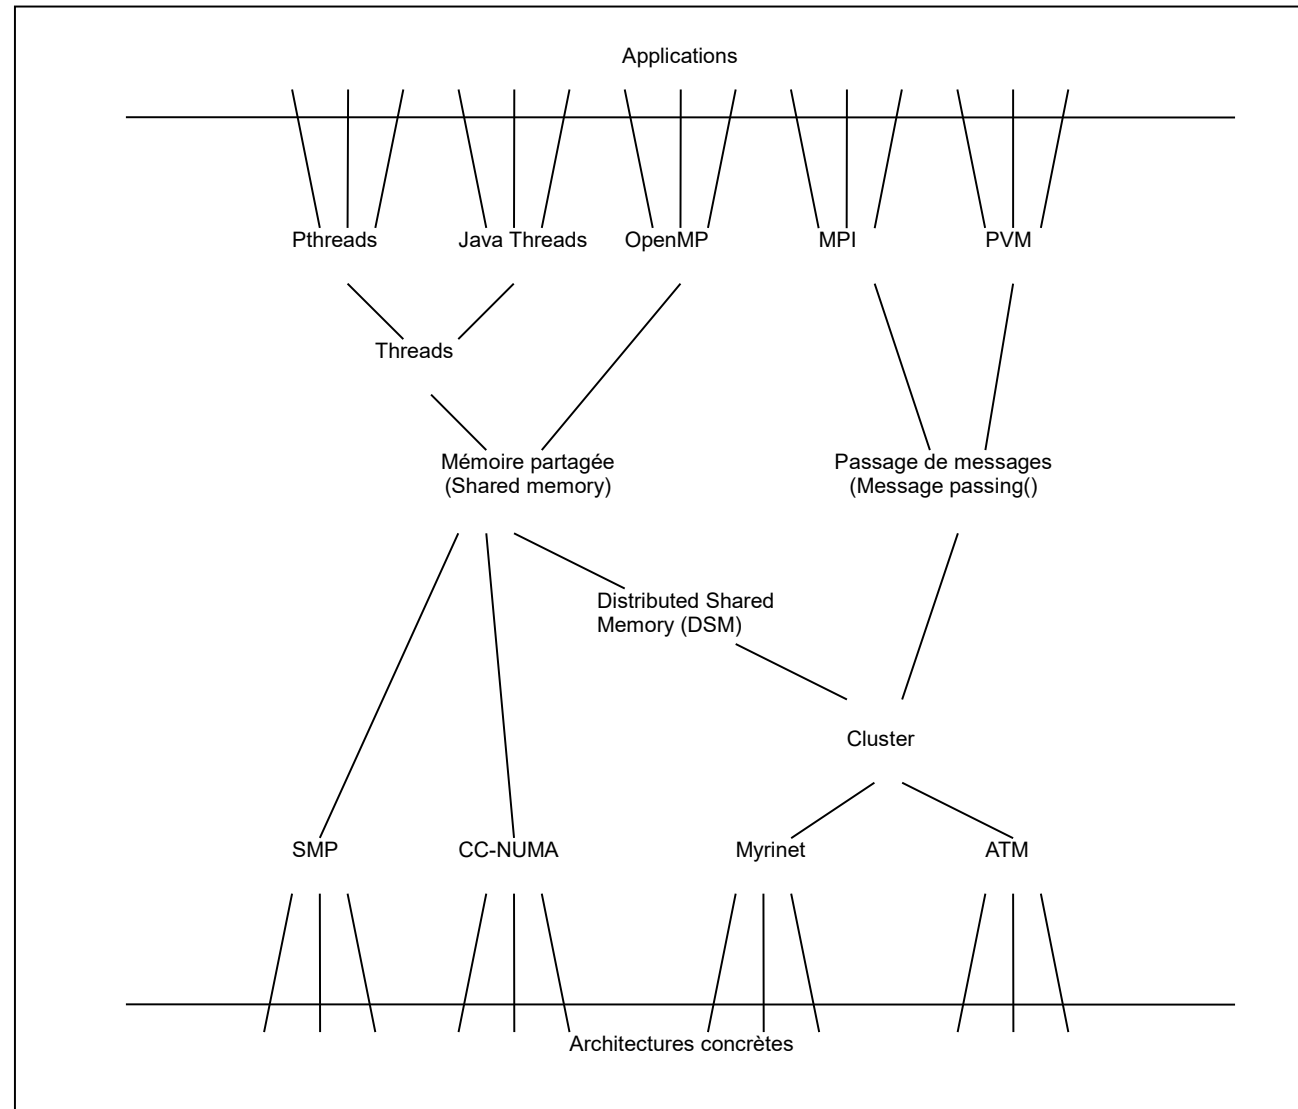 Applications
Pthreads
Java Threads
OpenMP
MPI
PVM
Threads
Mémoire partagée
(Shared memory)
Passage de messages
(Message passing()
Distributed Shared
Memory (DSM)
Cluster
SMP
CC-NUMA
Myrinet
ATM
Architectures concrètes